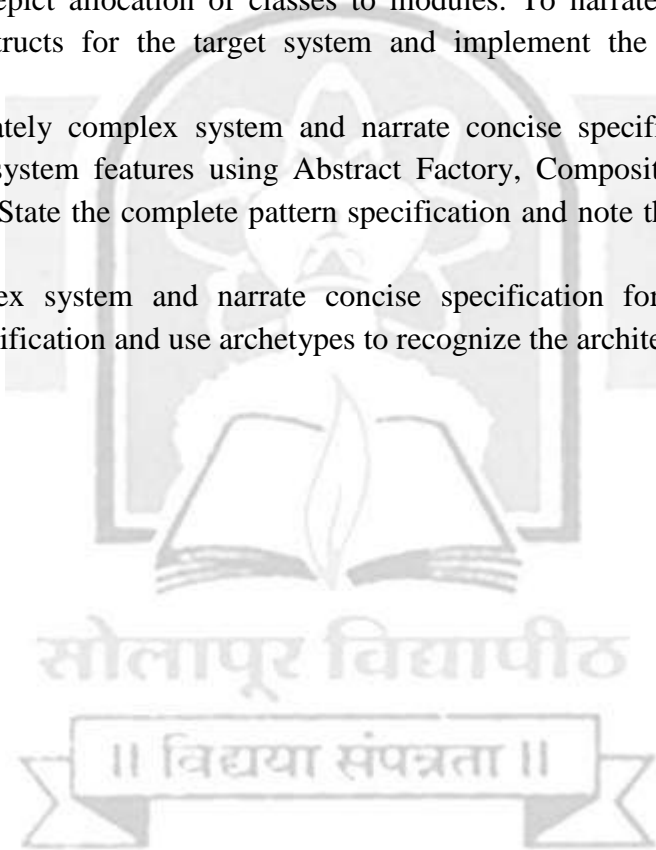 depict allocation of classes to modules. To narrate
tructs for the target system and implement the
ately complex system and narrate concise specifi
system features using Abstract Factory, Composit
State the complete pattern specification and note th
ex system and narrate concise specification for
ification and use archetypes to recognize the archite
सोलापूर विद्यापीठ
॥ विद्यया संपन्नता ॥